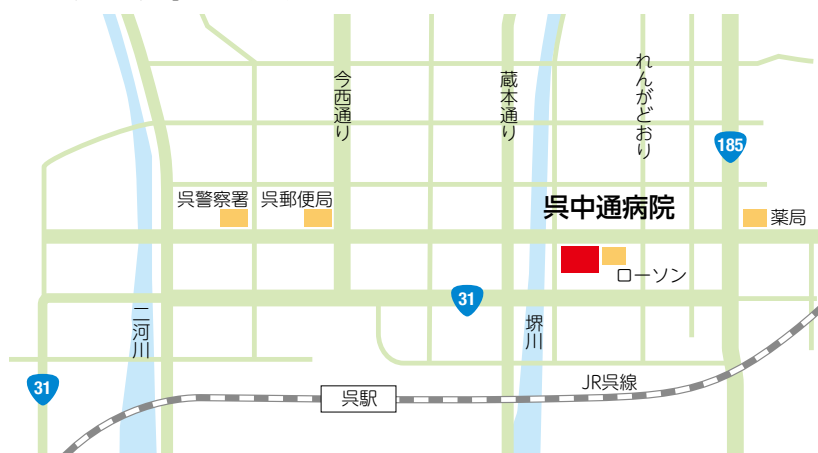 今西通り
蔵本通り
れんがどおり
185
呉警察署
呉郵便局
呉中通病院
薬局
ローソン
31
二河川
堺川
31
呉駅
JR呉線